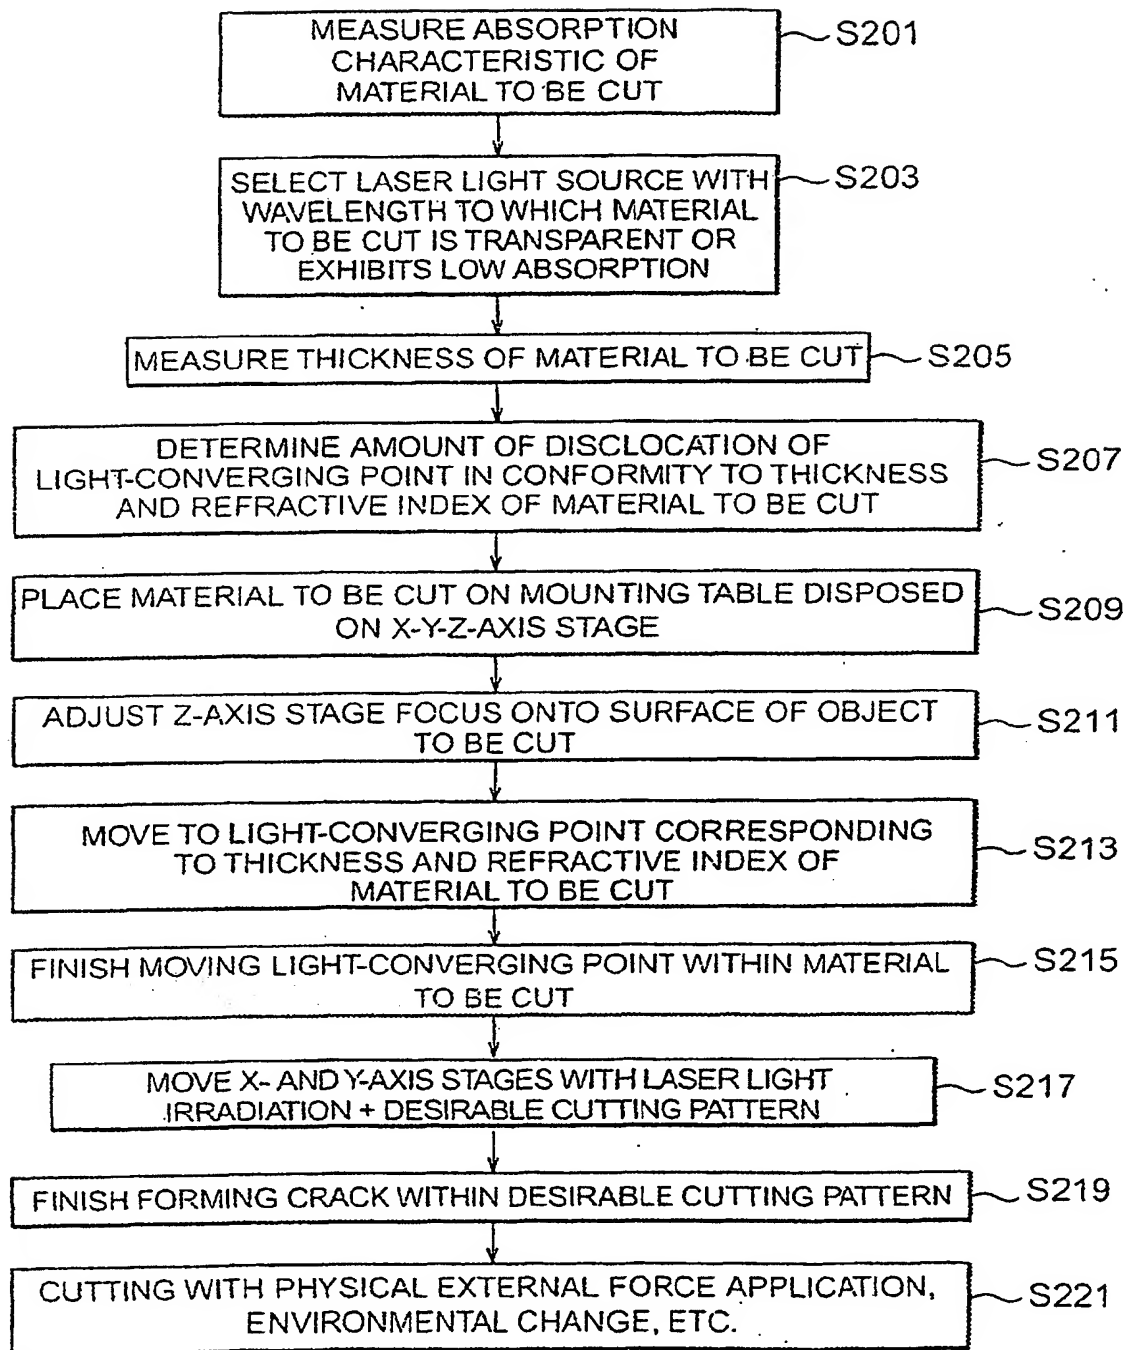 MEASURE ABSORPTION
CHARACTERISTIC OF
MATERIAL TO BE CUT
S201
SELECT LASER LIGHT SOURCE WITH
WAVELENGTH TO WHICH MATERIAL
TO BE CUT IS TRANSPARENT OR
EXHIBITS LOW ABSORPTION
S203
MEASURE THICKNESS OF MATERIAL TO BE CUT
S205
DETERMINE AMOUNT OF DISCLOCATION OF
LIGHT-CONVERGING POINT IN CONFORMITY TO THICKNESS
AND REFRACTIVE INDEX OF MATERIAL TO BE CUT
S207
PLACE MATERIAL TO BE CUT ON MOUNTING TABLE DISPOSED
ON X-Y-Z-AXIS STAGE
S209
ADJUST Z-AXIS STAGE FOCUS ONTO SURFACE OF OBJECT
TO BE CUT
S211
MOVE TO LIGHT-CONVERGING POINT CORRESPONDING
TO THICKNESS AND REFRACTIVE INDEX OF
MATERIAL TO BE CUT
S213
FINISH MOVING LIGHT-CONVERGING POINT WITHIN MATERIAL
TO BE CUT
S215
MOVE X- AND Y-AXIS STAGES WITH LASER LIGHT
IRRADIATION + DESIRABLE CUTTING PATTERN
S217
FINISH FORMING CRACK WITHIN DESIRABLE CUTTING PATTERN
S219
CUTTING WITH PHYSICAL EXTERNAL FORCE APPLICATION,
ENVIRONMENTAL CHANGE, ETC.
S221